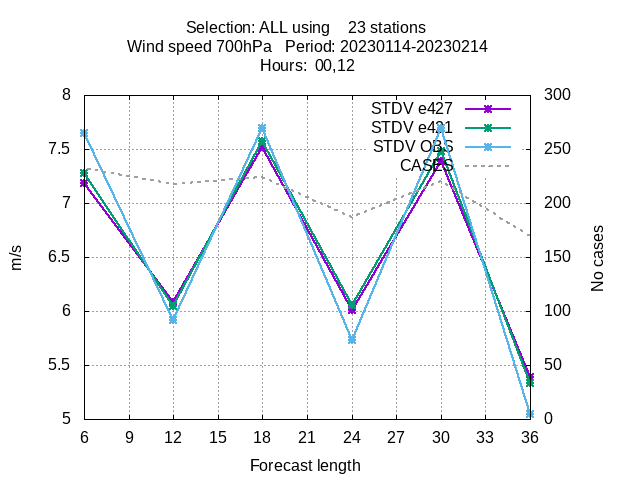 Selection: ALL using    23 stations
Wind speed 700hPa   Period: 20230114-20230214
Hours:  00,12
STDV e427
STDV e431
STDV OBS
CASES
8
7.5
7
6.5
6
5.5
5
300
250
200
150
100
50
0
m/s
No cases
6 9 12 15 18 21 24 27 30 33 36
Forecast length